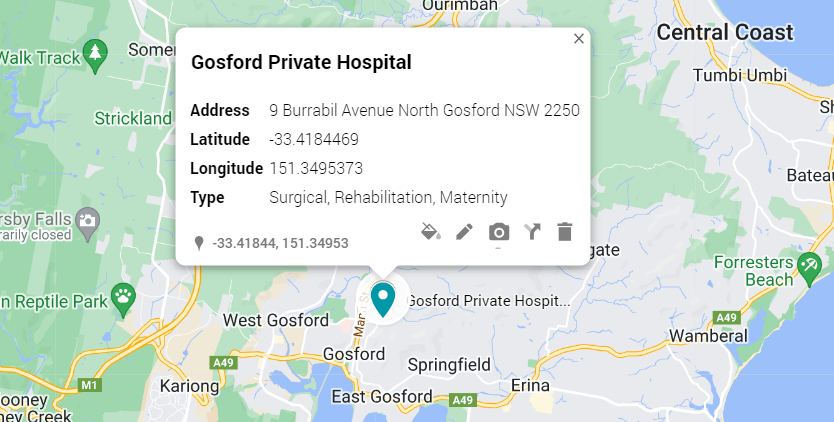 Ourimbah
Central Coast
Walk Track
Somer
Tumbi Umbi
Gosford Private Hospital
Address 9 Burrabil Avenue North Gosford NSW 2250
Strickland
Latitude -33.4184469
Longitude 151.3495373
Bateau
Type Surgical, Rehabilitation, Maternity
rsby Falls
rarily closed
-33.41844, 151.34953
gate
Forresters
Beach
n Reptile Park
Gosford Private Hospit...
Man
West Gosford
A49
Wamberal
Gosford
A49
Springfield
M1
Kariong
Erina
East Gosford
A49
ooney
ney Creek